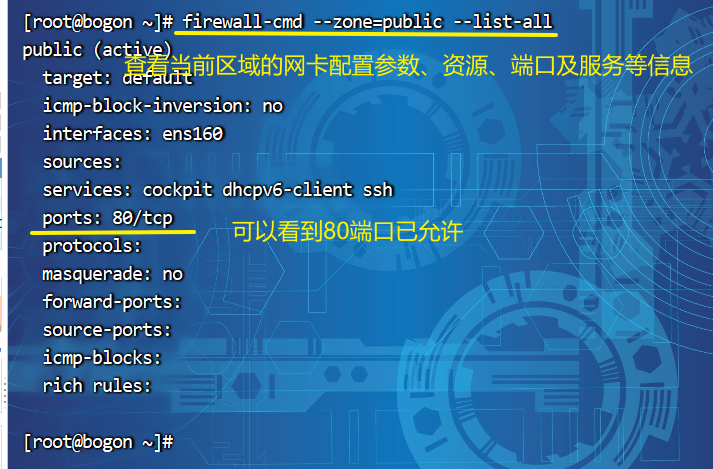 [root@bogon ~]# firewall-cmd --zone=public --list-all
public (active)
查看当前区域的网卡配置参数、资源、端口及服务等信息
target: default
icmp-block-inversion: no
interfaces: ens160
sources:
services: cockpit dhcpv6-client ssh
ports: 80/tcp
可以看到80端口已允许
protocols:
masquerade: no
forward-ports:
source-ports:
icmp-blocks:
rich rules:
[root@bogon ~]#